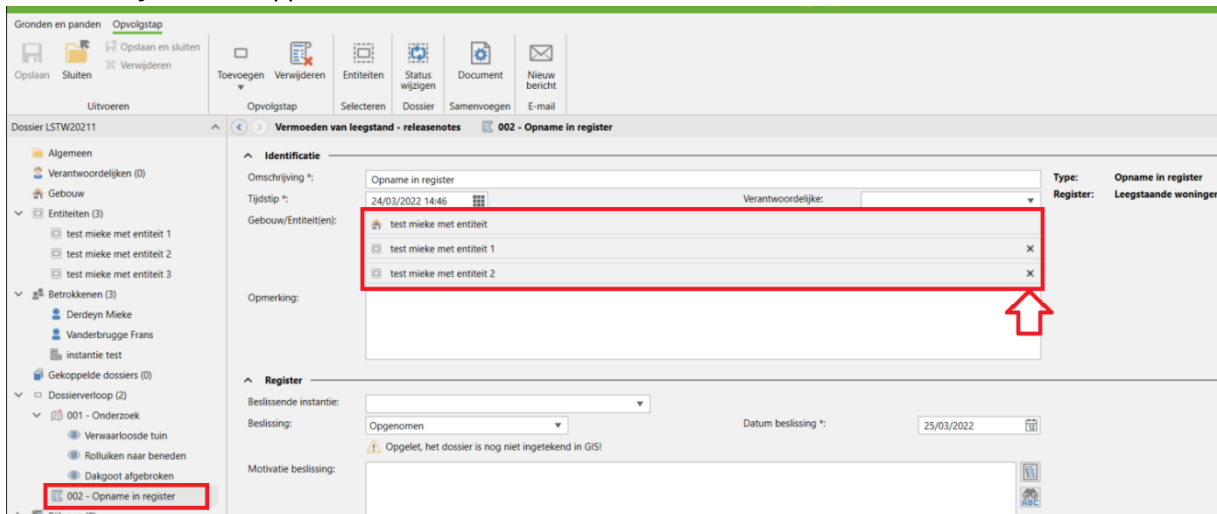 Gronden en panden Opvolgstap
Opslaan
Sluiten
Opslaan en sluiten
Verwijderen
Toevoegen
Verwijderen
Entiteiten
Status wijzigen
Document
Nieuw bericht
Uitvoeren Opvolgstap Selecteren Dossier Samenvoegen E-mail
Dossier LSTW20211
Vermoeden van leegstand - releasenotes 002 - Opname in register
Algemeen
Verantwoordelijken (0)
Gebouw
Entiteiten (3)
test mieke met entiteit 1
test mieke met entiteit 2
test mieke met entiteit 3
Betrokkenen (3)
Derdeyn Mieke
Vanderbrugge Frans
instantie test
Gekoppelde dossiers (0)
Dossierverloop (2)
001 - Onderzoek
Verwaarloosde tuin
Rolluiken naar beneden
Dakgoot afgebroken
002 - Opname in register
Identificatie
Omschrijving *: Opname in register
Type: Opname in register
Tijdstip *: 24/03/2022 14:46 Verantwoordelijke:
Register: Leegstaande woningen
Gebouw/Entiteit(en): test mieke met entiteit
test mieke met entiteit 1
test mieke met entiteit 2
Opmerking:
Register
Beslissende instantie:
Beslissing: Opgenomen Datum beslissing *: 25/03/2022
Opgelet, het dossier is nog niet ingetekend in GIS!
Motivatie beslissing:
ABC